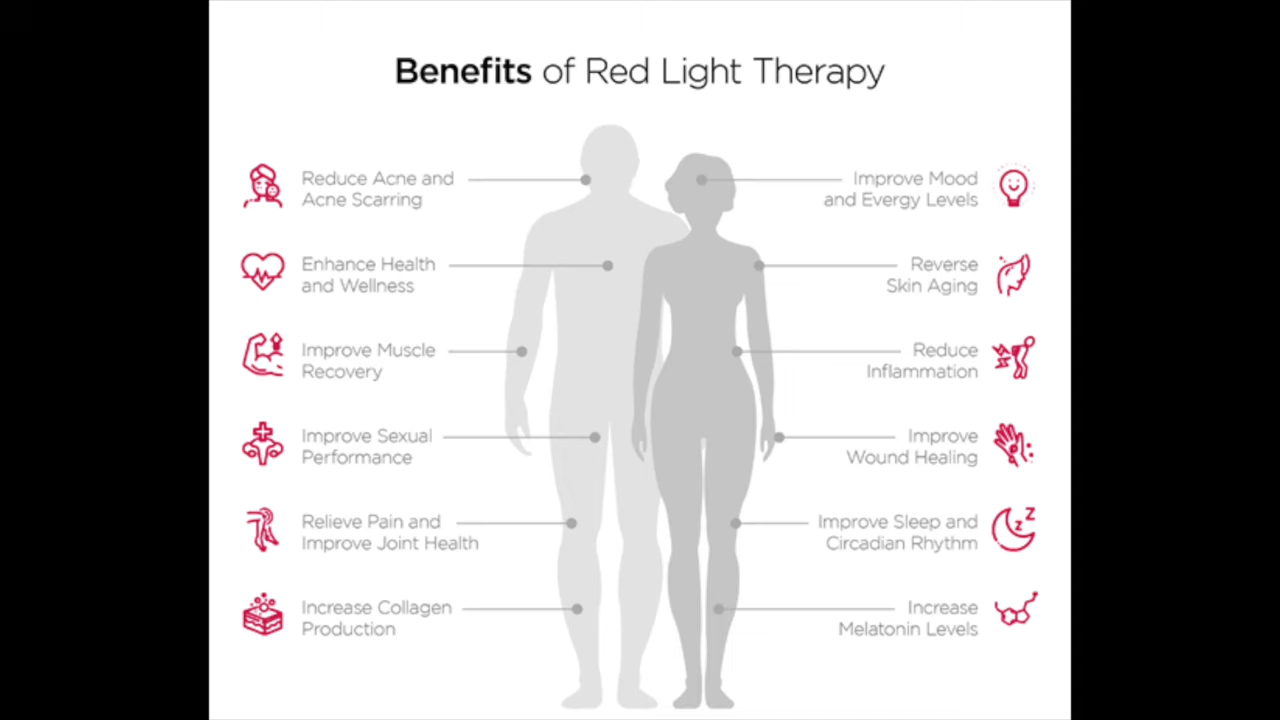 Benefits of Red Light Therapy
Reduce Acne and
Acne Scarring
Enhance Health
and Wellness
Improve Muscle
Recovery
Improve Sexual
Performance
Relieve Pain and
Improve Joint Health
Increase Collagen
Production
Improve Mood
and Evergy Levels
Reverse
Skin Aging
Reduce
Inflammation
Improve
Wound Healing
Improve Sleep and
Circadian Rhythm
Increase
Melatonin Levels
z Z